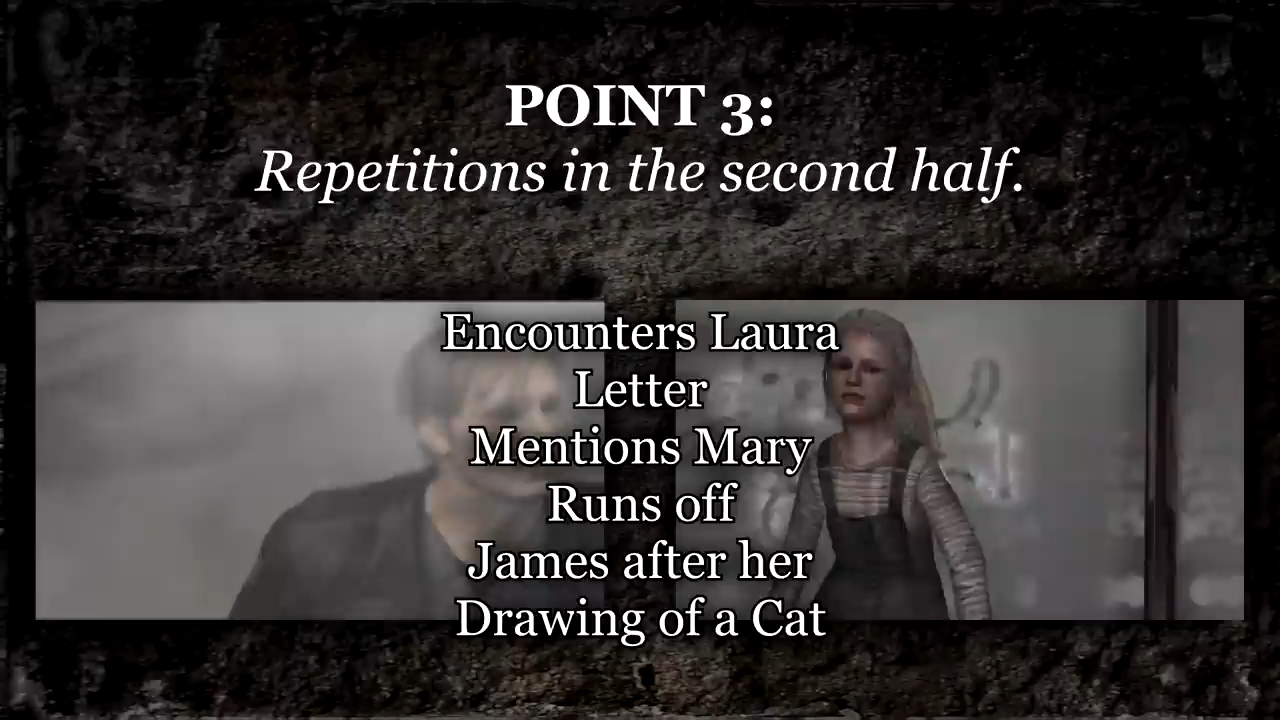 POINT 3:
Repetitions in the second half.
Encounters Laura
Letter
Mentions Mary
Runs off
James after her
Drawing of a Cat